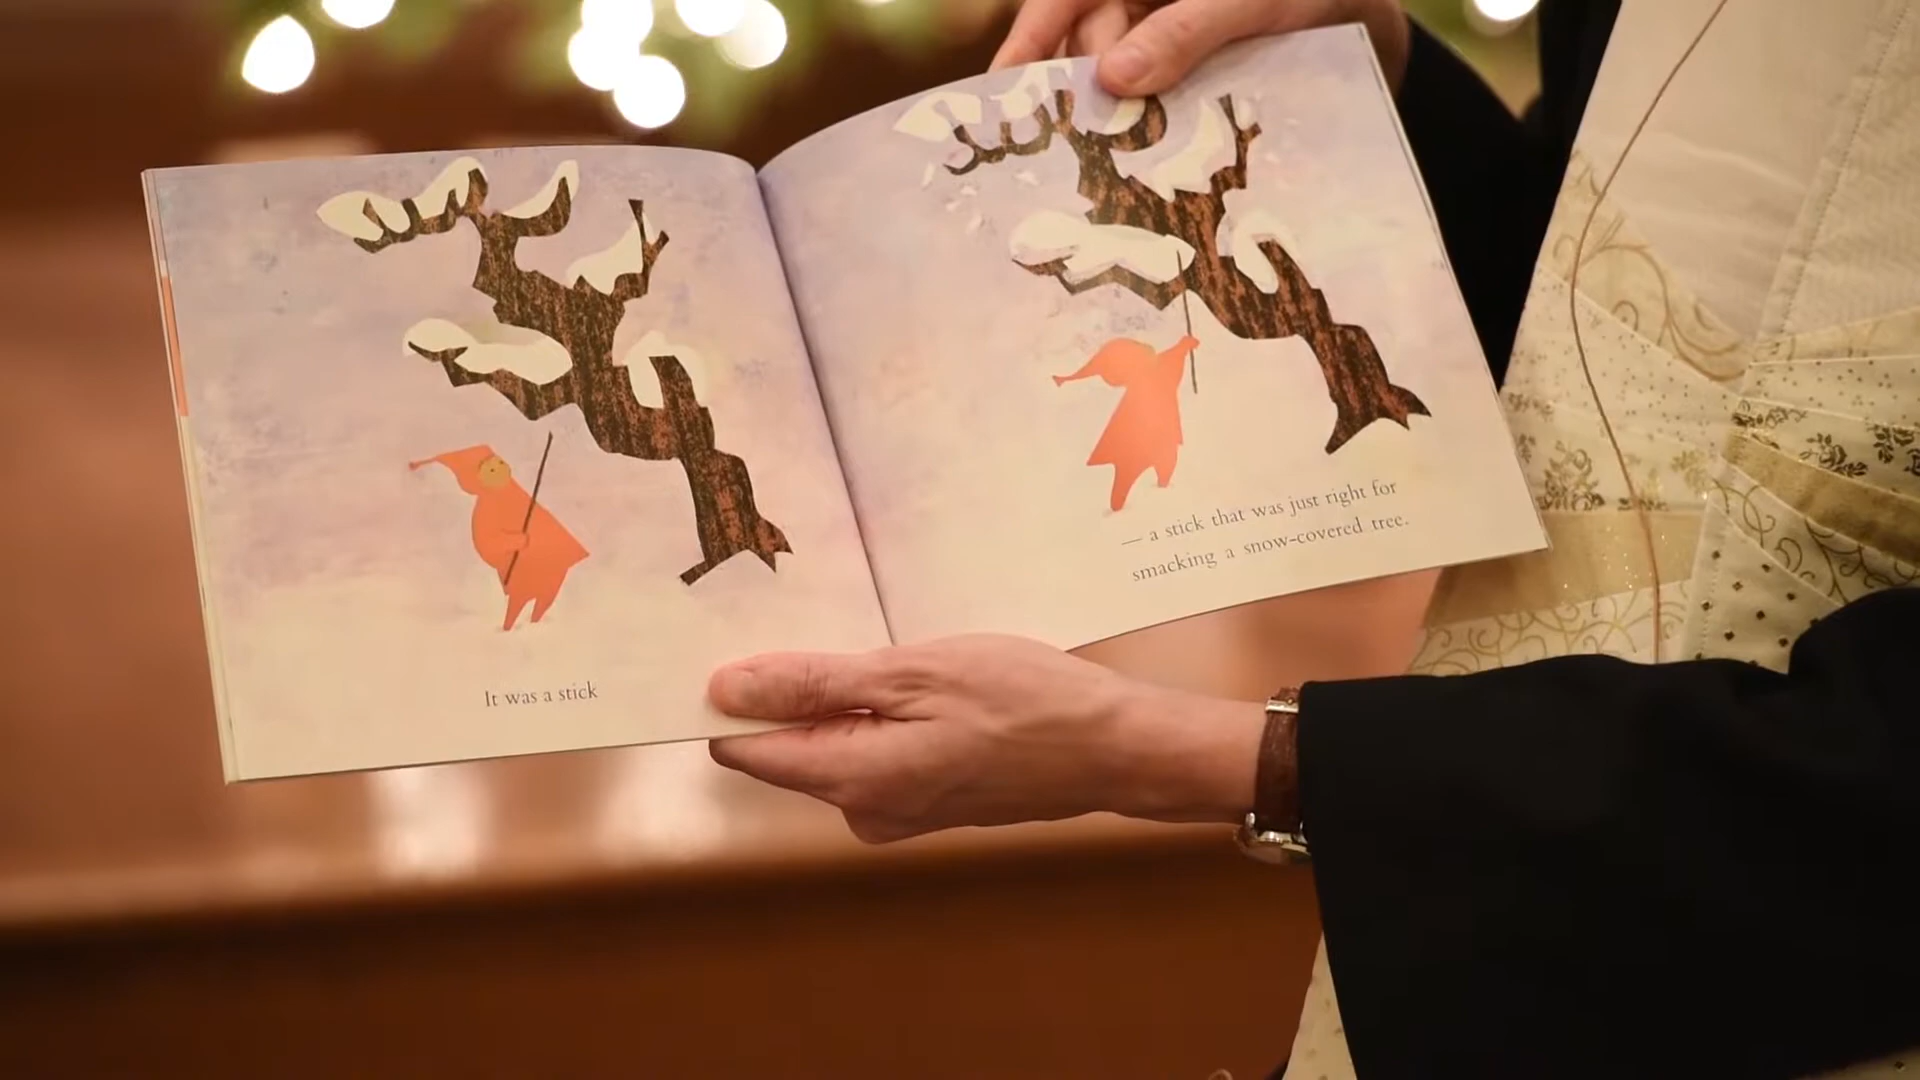 It was a stick
— a stick that was just right for
smacking a snow-covered tree.